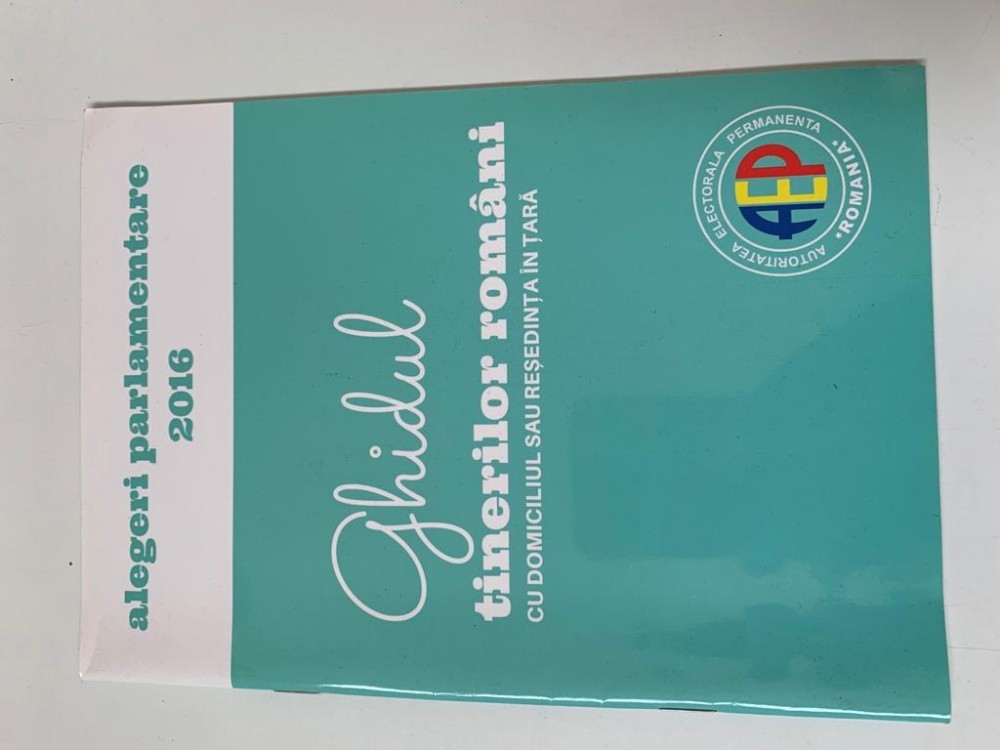 alegeri parlamentare
2016
Ghidul
tinerilor români
CU DOMICILIUL SAU REȘEDINȚA ÎN ȚARĂ
AUTORITATEA ELECTORALA PERMANENTA
AEP
*ROMANIA*